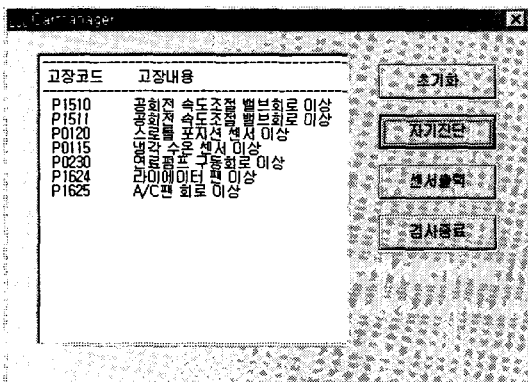 Carmanager
고장코드 고장내용
P1510 공회전 속도조절 밸브회로 이상
P1511 공회전 속도조절 밸브회로 이상
P0120 스로틀 포지션 센서 이상
P0115 냉각 수온 센서 이상
P0230 연료펌프 구동회로 이상
P1624 라이에이터 팬 이상
P1625 A/C팬 회로 이상
초기화
자기진단
센서출력
검사종료